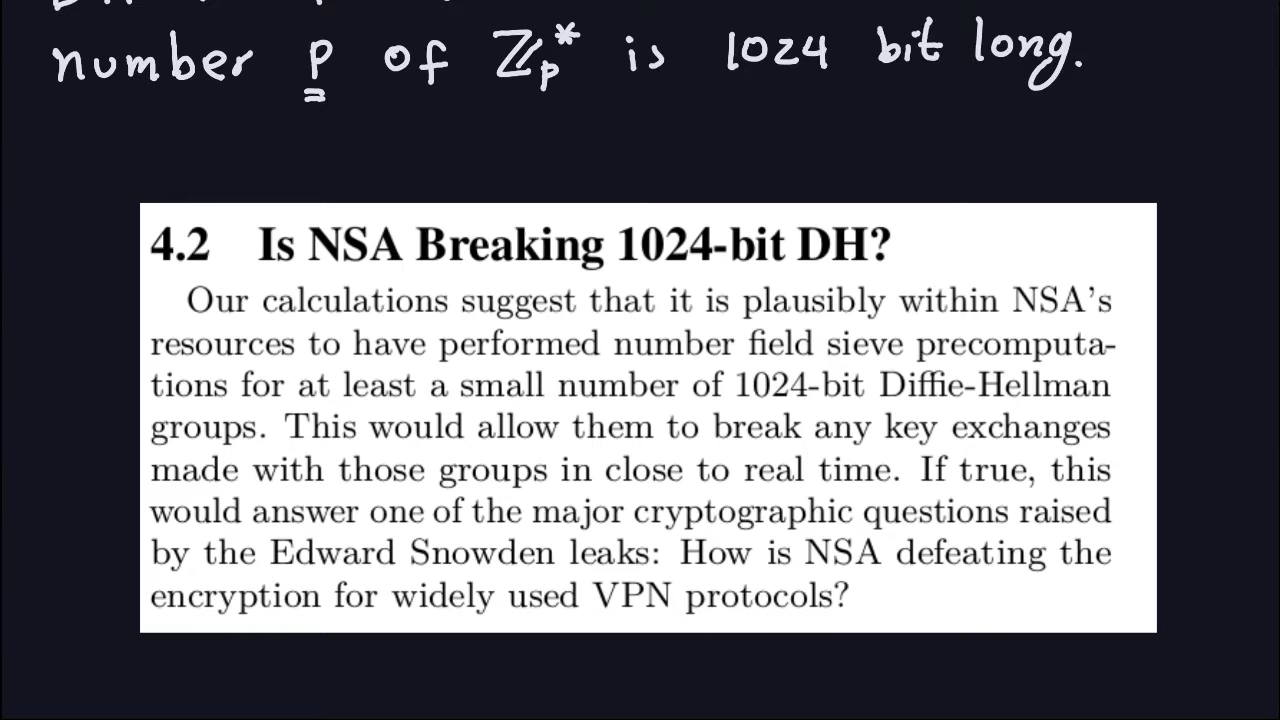 number p of ℤp* is 1024 bit long.
4.2 Is NSA Breaking 1024-bit DH?
Our calculations suggest that it is plausibly within NSA's
resources to have performed number field sieve precomputa-
tions for at least a small number of 1024-bit Diffie-Hellman
groups. This would allow them to break any key exchanges
made with those groups in close to real time. If true, this
would answer one of the major cryptographic questions raised
by the Edward Snowden leaks: How is NSA defeating the
encryption for widely used VPN protocols?